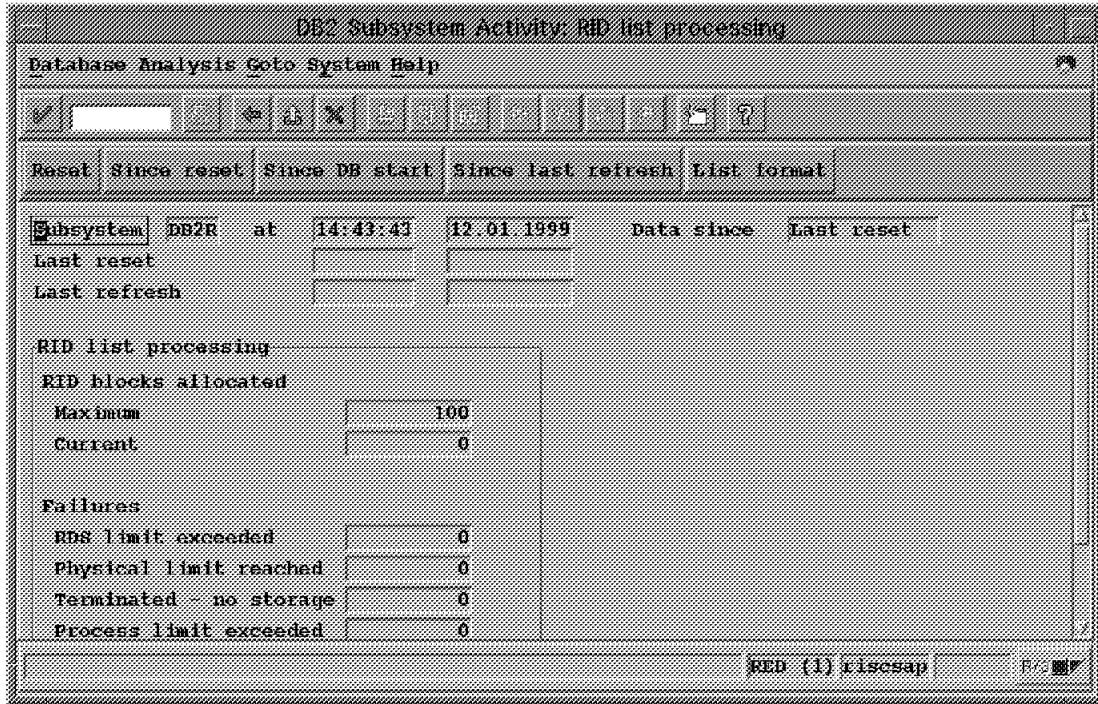 DB2 Subsystem Activity: RID list processing
Database Analysis Goto System Help
Reset Since reset Since DB start Since last refresh List format
Subsystem DB2R at 14:43:43 12.01.1999 Data since Last reset
Last reset
Last refresh
RID list processing
RID blocks allocated
Maximum 100
Current 0
Failures
RDS limit exceeded 0
Physical limit reached 0
Terminated - no storage 0
Process limit exceeded 0
RED (1) riscsap R/3